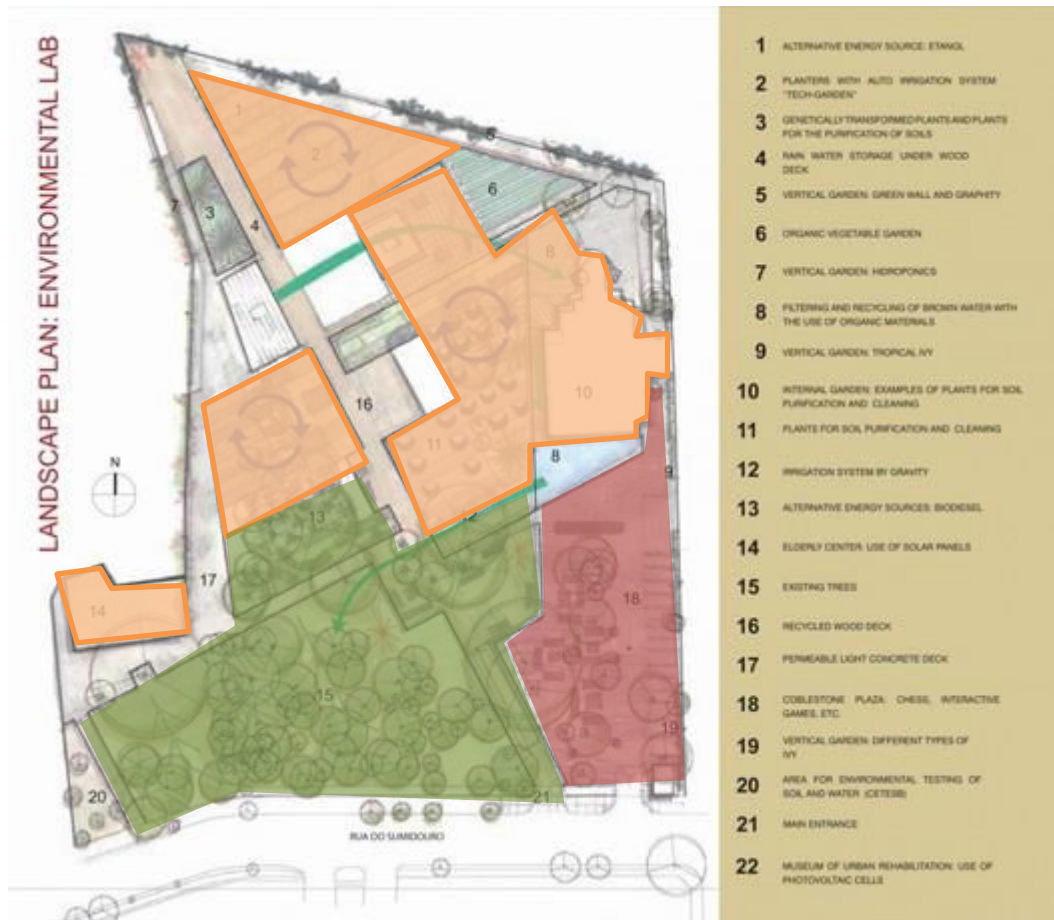 LANDSCAPE PLAN: ENVIRONMENTAL LAB
1
2
3
4
5
6
7
8
10
16
11
8
9
12
13
N
17
14
18
15
19
20
21
RUA DO SUMIDOURO
1 ALTERNATIVE ENERGY SOURCE: ETANOL
2 PLANTERS WITH AUTO IRRIGATION SYSTEM
"TECH-GARDEN"
3 GENETICALLY TRANSFORMED PLANTS AND PLANTS
FOR THE PURIFICATION OF SOILS
4 RAIN WATER STORAGE UNDER WOOD
DECK
5 VERTICAL GARDEN: GREEN WALL AND GRAPHITY
6 ORGANIC VEGETABLE GARDEN
7 VERTICAL GARDEN: HIDROPONICS
8 FILTERING AND RECYCLING OF BROWN WATER WITH
THE USE OF ORGANIC MATERIALS
9 VERTICAL GARDEN: TROPICAL IVY
10 INTERNAL GARDEN: EXAMPLES OF PLANTS FOR SOIL
PURIFICATION AND CLEANING
11 PLANTS FOR SOIL PURIFICATION AND CLEANING
12 IRRIGATION SYSTEM BY GRAVITY
13 ALTERNATIVE ENERGY SOURCES: BIODIESEL
14 ELDERLY CENTER: USE OF SOLAR PANELS
15 EXISTING TREES
16 RECYCLED WOOD DECK
17 PERMEABLE LIGHT CONCRETE DECK
18 COBLESTONE PLAZA: CHESS, INTERACTIVE
GAMES, ETC.
19 VERTICAL GARDEN: DIFFERENT TYPES OF
IVY
20 AREA FOR ENVIRONMENTAL TESTING OF
SOIL AND WATER (CETESB)
21 MAIN ENTRANCE
22 MUSEUM OF URBAN REHABILITATION: USE OF
PHOTOVOLTAIC CELLS